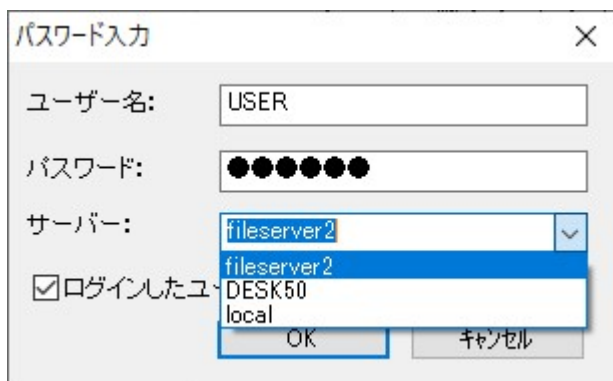 パスワード入力
ユーザー名: USER
パスワード: ●●●●●●
サーバー: fileserver2
fileserver2
DESK50
local
ログインしたユー
OK キャンセル